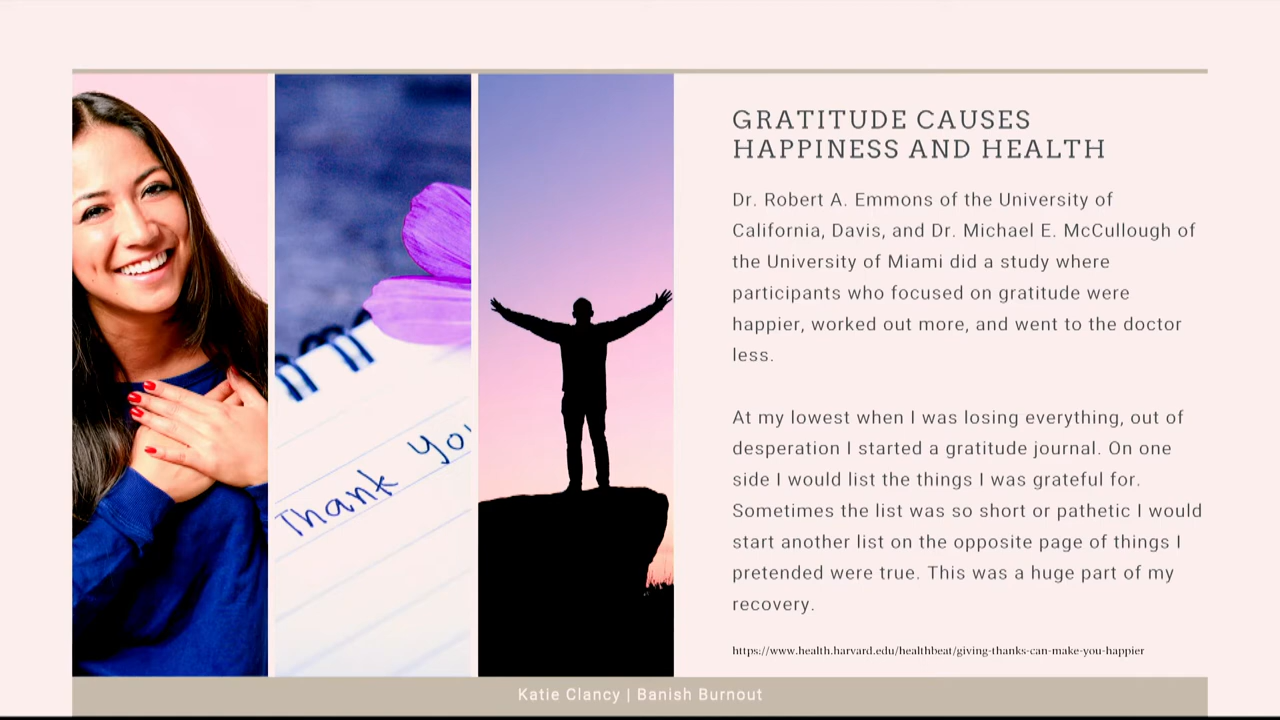 GRATITUDE CAUSES
HAPPINESS AND HEALTH
Dr. Robert A. Emmons of the University of
California, Davis, and Dr. Michael E. McCullough of
the University of Miami did a study where
participants who focused on gratitude were
happier, worked out more, and went to the doctor
less.
At my lowest when I was losing everything, out of
desperation I started a gratitude journal. On one
side I would list the things I was grateful for.
Sometimes the list was so short or pathetic I would
start another list on the opposite page of things I
pretended were true. This was a huge part of my
recovery.
https://www.health.harvard.edu/healthbeat/giving-thanks-can-make-you-happier
Thank yo
Katie Clancy | Banish Burnout